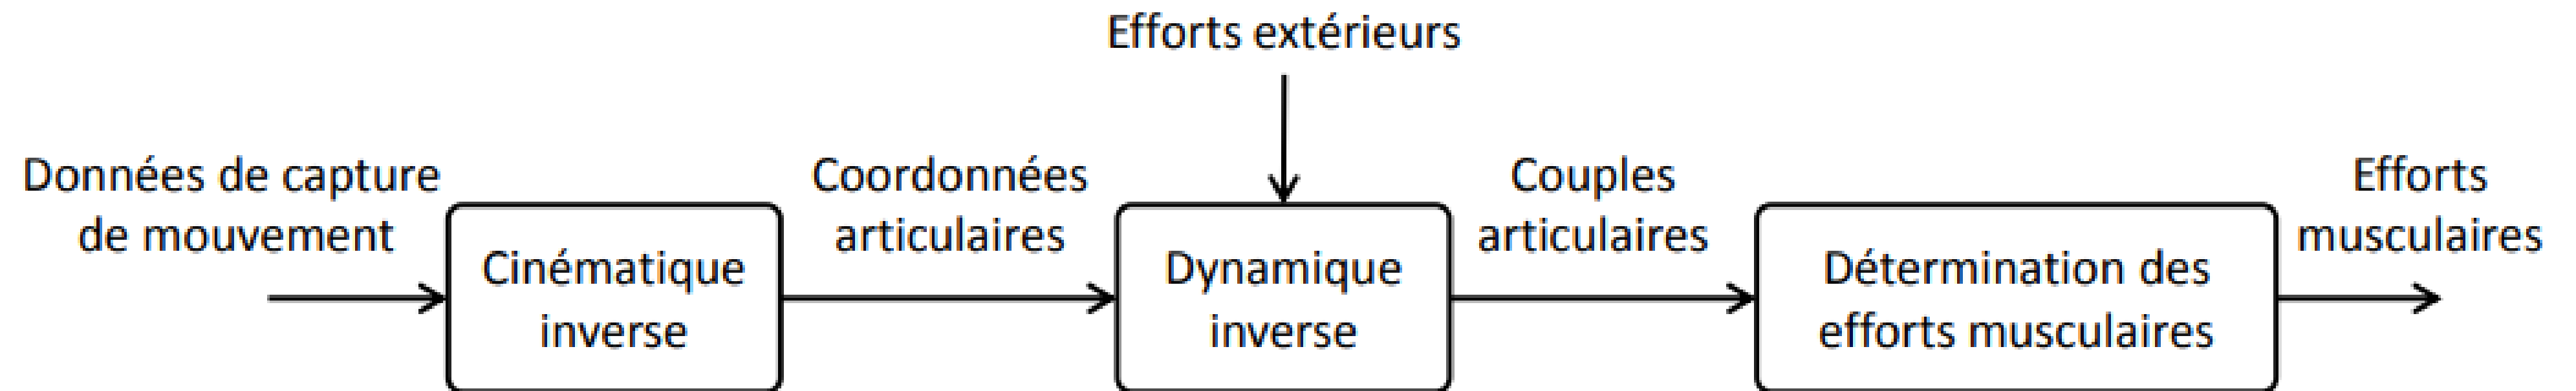 Efforts extérieurs
Données de capture
de mouvement
Cinématique
inverse
Coordonnées
articulaires
Dynamique
inverse
Couples
articulaires
Détermination des
efforts musculaires
Efforts
musculaires